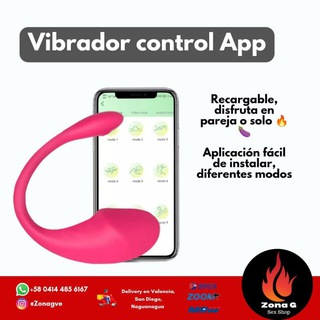 Vibrador control App
Recargable,
disfruta en
pareja o solo 🔥
🍆
Aplicación fácil
de instalar,
diferentes modos
+58 0414 485 6167
eZonagve
Delivery en Valencia,
San Diego,
Naguanagua
ZOOM
Zona G
Sex Shop